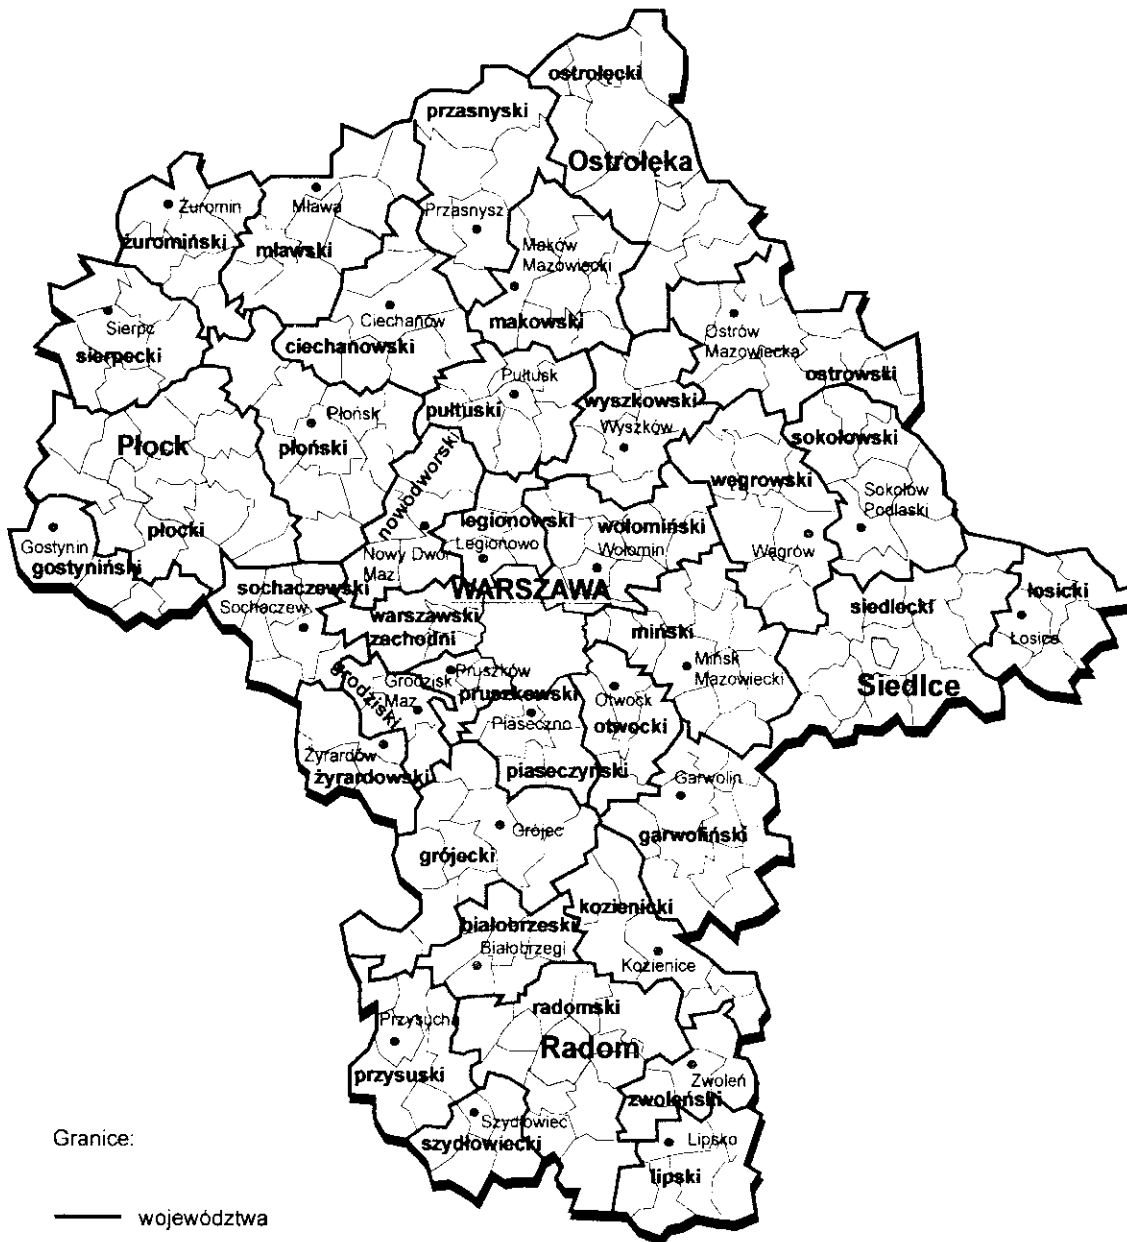 ostrołęcki
przasnyski
Ostrołęka
Żuromin
Mława
Przasnysz
żuromiński
mławski
Maków
Mazowiecki
Sierpc
Ciechanów
makowski
Ostrów
Mazowiecka
sierpecki
ciechanowski
ostrowski
Pułtusk
pułtuski
wyszkowski
Płońsk
Wyszków
Płock
płoński
sokołowski
nowodworski
węgrowski
Sokołów
Podlaski
płocki
legionowski
wołomiński
Gostynin
Nowy Dwór
Maz
Legionowo
Wołomin
Węgrów
gostyniński
sochaczewski
WARSZAWA
łosicki
Sochaczew
warszawski
zachodni
siedlecki
miński
Łosice
grodziski
Grodzisk
Maz
Pruszków
pruszkowski
Mińsk
Mazowiecki
Siedlce
Piaseczno
Otwock
otwocki
Żyrardów
żyrardowski
piaseczyński
Garwolin
Grójec
garwoliński
grójecki
kozienicki
białobrzeski
Białobrzegi
Kozienice
Przysucha
radomski
Radom
przysuski
Zwoleń
zwoleński
Szydłowiec
szydłowiecki
Lipsko
lipski
Granice:
województwa